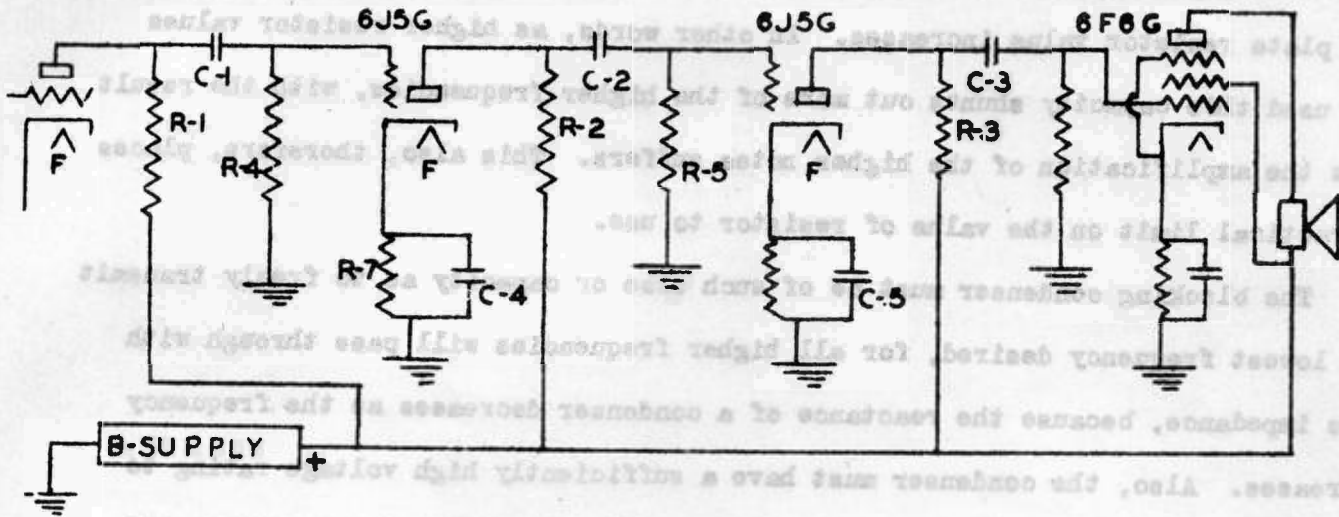 6J5G 6J5G 6F6G
plate resistor value increases. In other words, as higher resistor values
C-1 C-2 C-3
used this capacity shunts out more of the higher frequencies, with the result
R-1 R-2 R-3
the amplification of the higher notes suffers. This also, therefore, places
F R-4 F R-5 F
limit on the value of resistor to use.
R-7 C-4 C-5
The blocking condenser must be of such size or capacity as to freely transmit
lowest frequency desired, for all higher frequencies will pass through with
impedance, because the reactance of a condenser decreases as the frequency
B-SUPPLY +
reases. Also, the condenser must have a sufficiently high voltage rating to